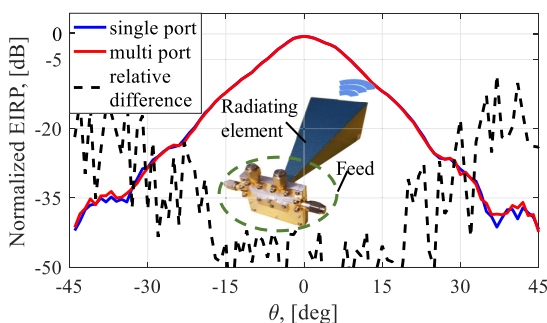 single port
multi port
relative
difference
Normalized EIRP, [dB]
0
-5
-20
-35
-50
Radiating
element
Feed
-44
-30
-15
0
15
30
45
θ, [deg]